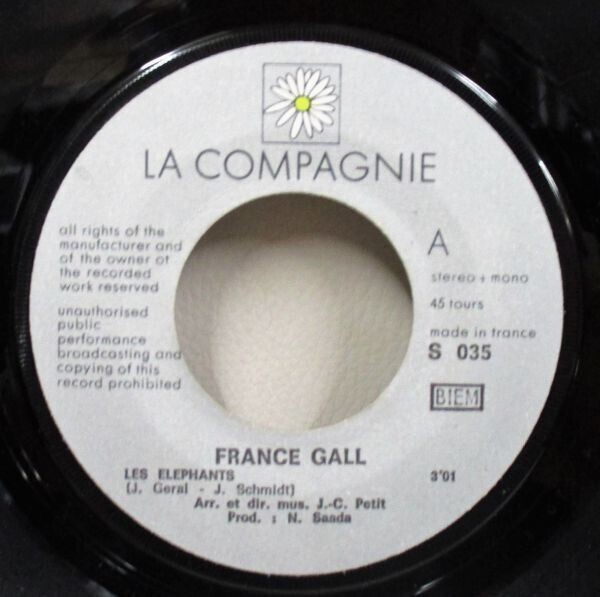 LA COMPAGNIE
all rights of the
manufacturer and
of the owner ot
the recorded
work reserved
unauthorised
public
performance
broadcasting and
copying of this
record prohibited
A
stereo + mono
45 tours
made in france
S 035
BIEM
FRANCE GALL
LES ELEPHANTS 3'01
(J. Geral - J. Schmidt)
Arr. et dir. mus. J.-C. Petit
Prod. : N. Saada